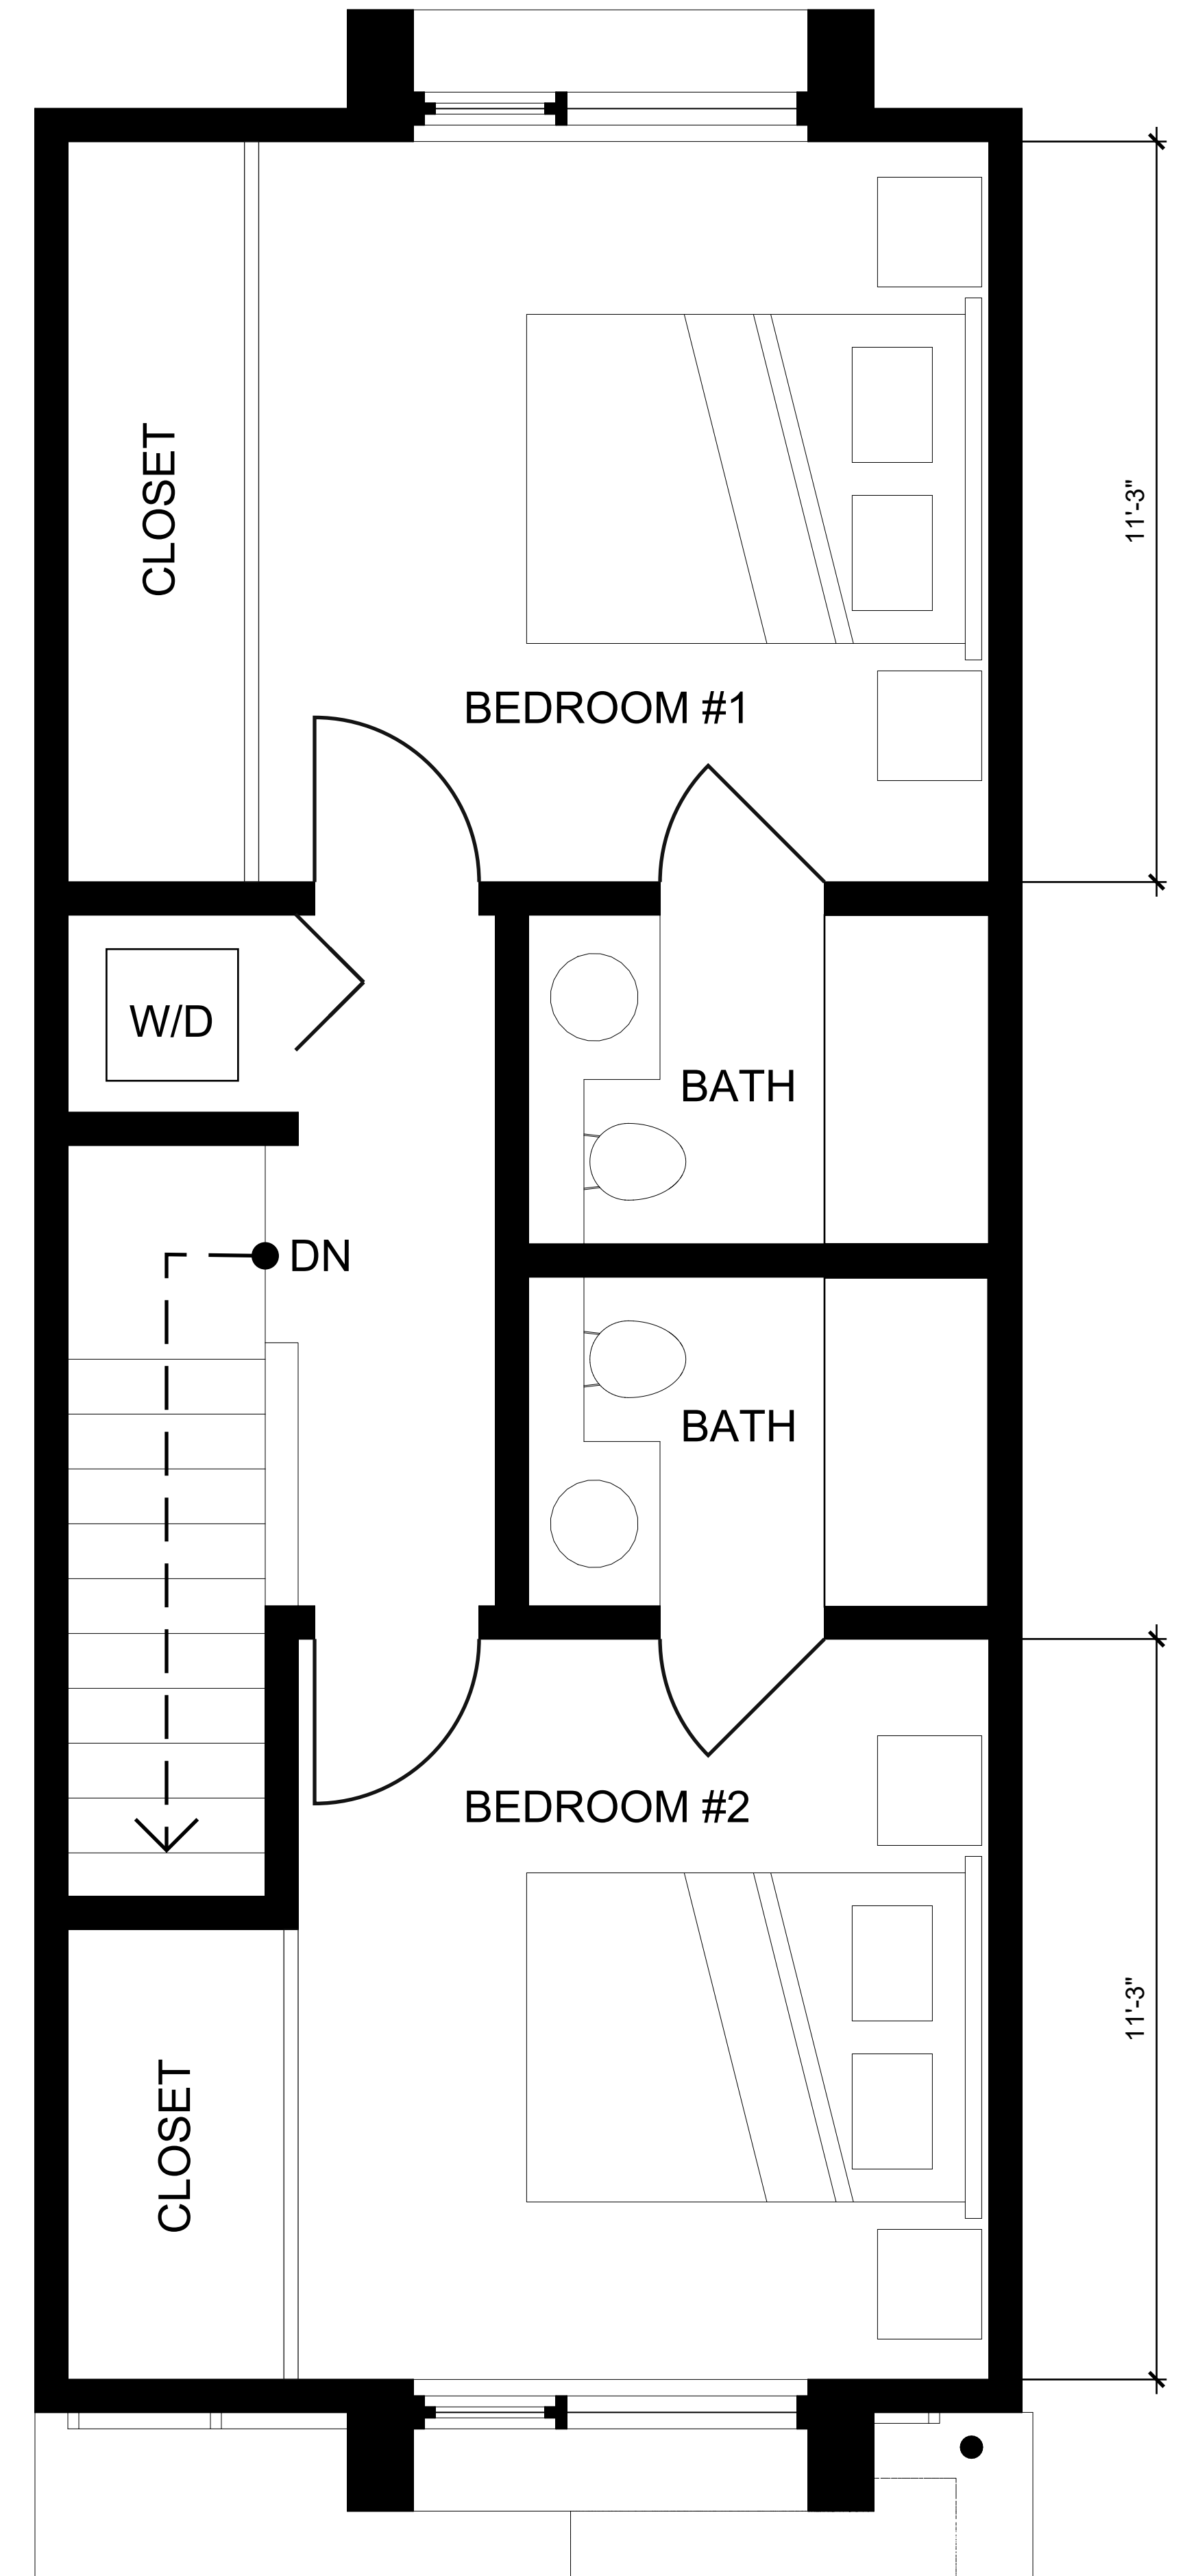 CLOSET
11'-3"
BEDROOM #1
W/D
BATH
DN
BATH
BEDROOM #2
11'-3"
CLOSET